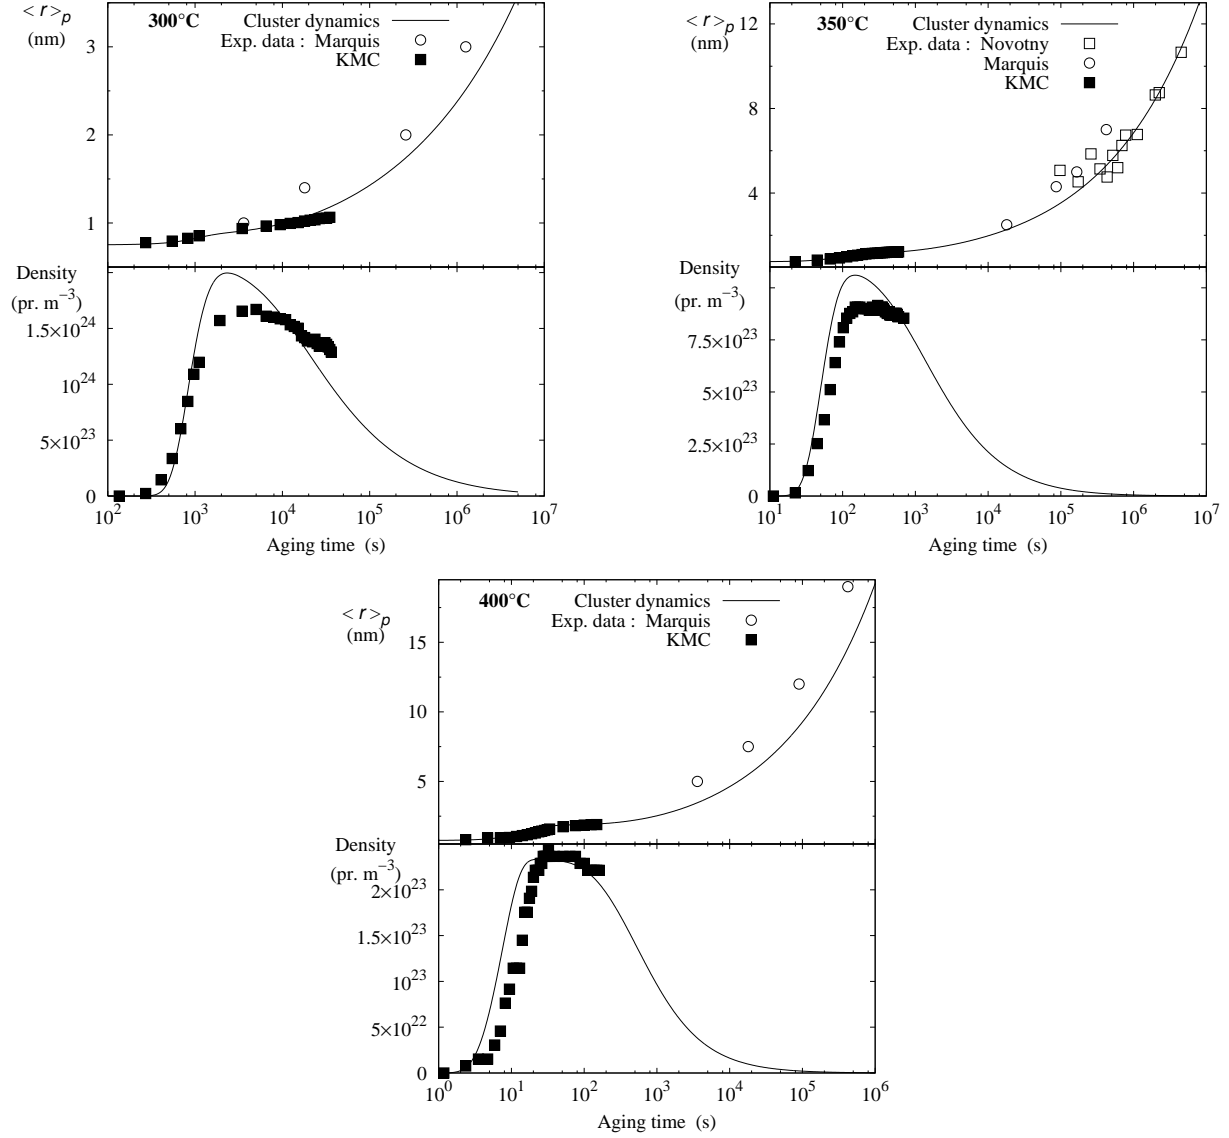 < r >p
(nm)
300°C
Cluster dynamics
Exp. data : Marquis
KMC
3
2
1
Density
(pr. m−3)
1.5×10^24
10^24
5×10^23
0
10^2 10^3 10^4 10^5 10^6 10^7
Aging time (s)
< r >p
(nm)
350°C
Cluster dynamics
Exp. data : Novotny
Marquis
KMC
12
8
4
Density
(pr. m−3)
7.5×10^23
5×10^23
2.5×10^23
0
10^1 10^2 10^3 10^4 10^5 10^6 10^7
Aging time (s)
< r >p
(nm)
400°C
Cluster dynamics
Exp. data : Marquis
KMC
15
10
5
Density
(pr. m−3)
2×10^23
1.5×10^23
10^23
5×10^22
0
10^0 10^1 10^2 10^3 10^4 10^5 10^6
Aging time (s)